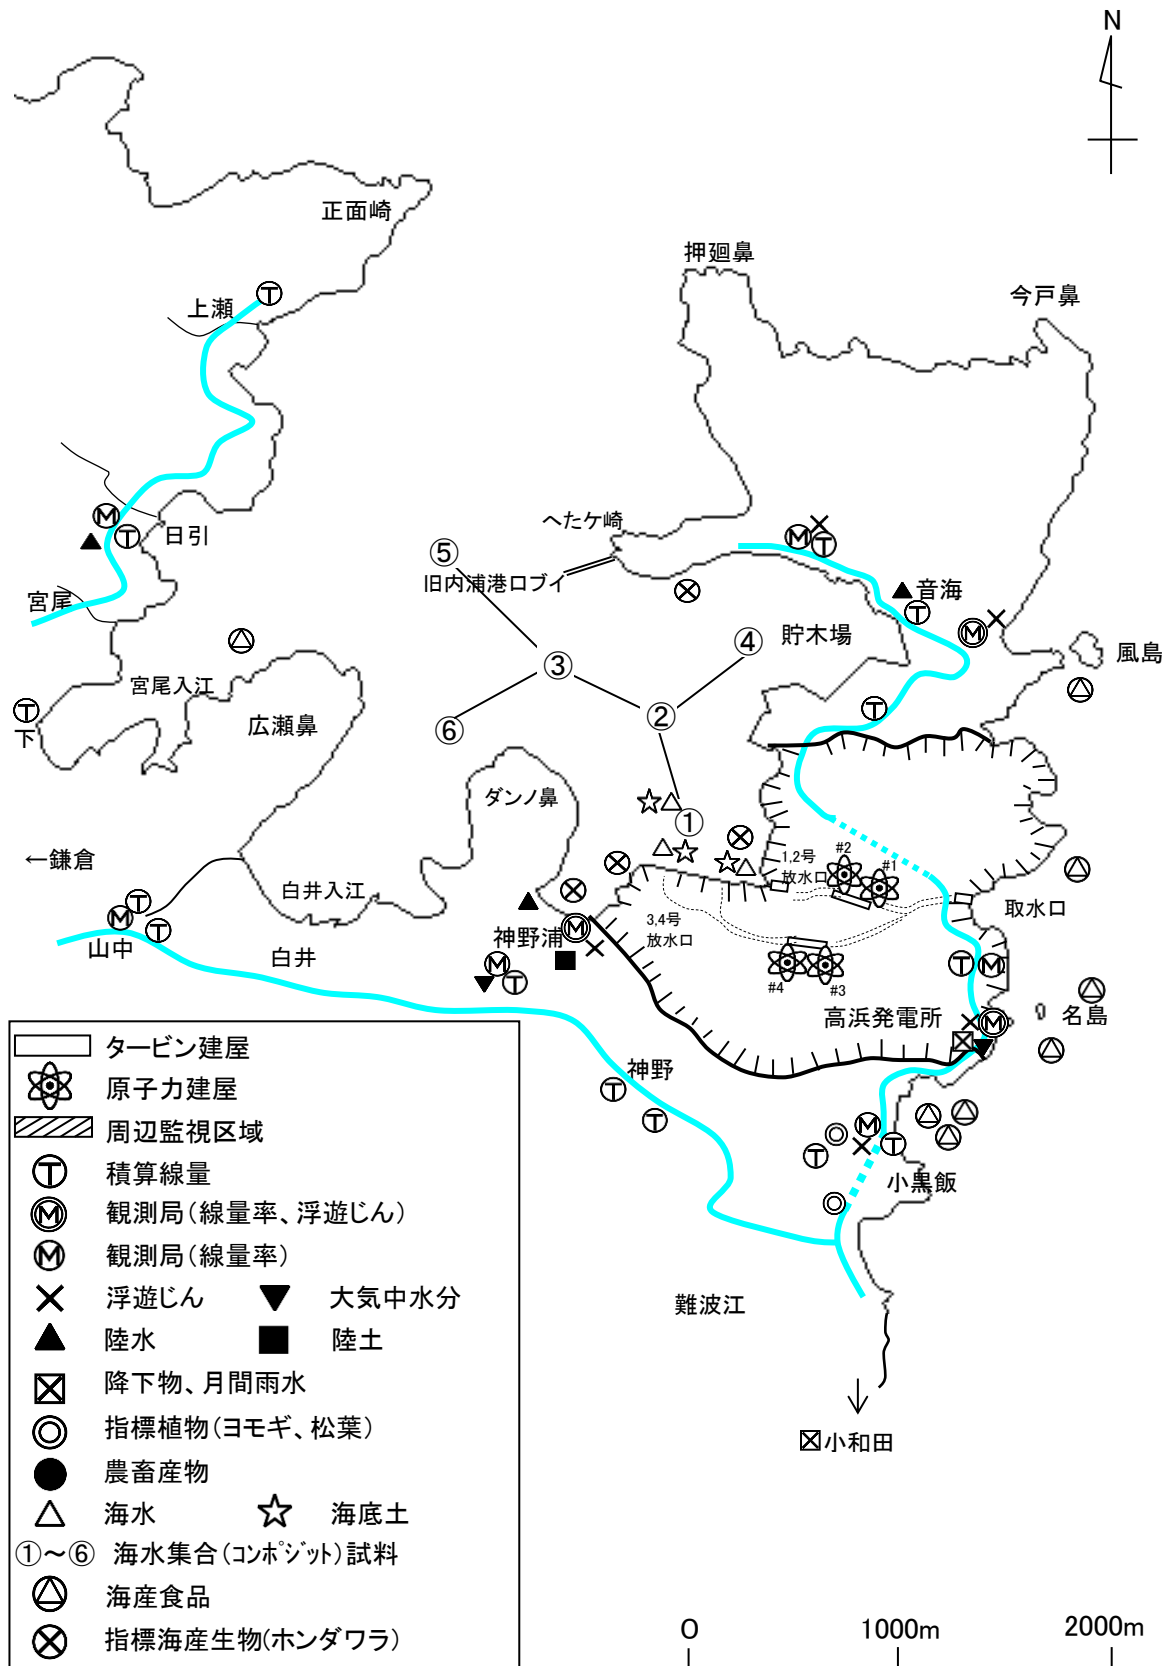 N
正面崎
押廻鼻
今戸鼻
上瀬
T
M
T
日引
宮尾
へたケ崎
旧内浦港口ブイ
⑤
M
T
音海
T
M
貯木場
④
③
風島
宮尾入江
T
下
広瀬鼻
⑥
②
T
ダンノ鼻
①
1,2号
放水口
#2
#1
←鎌倉
白井入江
T
M
T
山中
白井
神野浦
M
M
T
3,4号
放水口
取水口
#4
#3
T
M
高浜発電所
M
名島
神野
T
T
M
T
T
小黒飯
難波江
小和田
タービン建屋
原子力建屋
周辺監視区域
T 積算線量
M 観測局(線量率、浮遊じん)
M 観測局(線量率)
浮遊じん 大気中水分
陸水 陸土
降下物、月間雨水
指標植物(ヨモギ、松葉)
農畜産物
海水 海底土
①~⑥ 海水集合(コンポジット)試料
海産食品
指標海産生物(ホンダワラ)
O 1000m 2000m